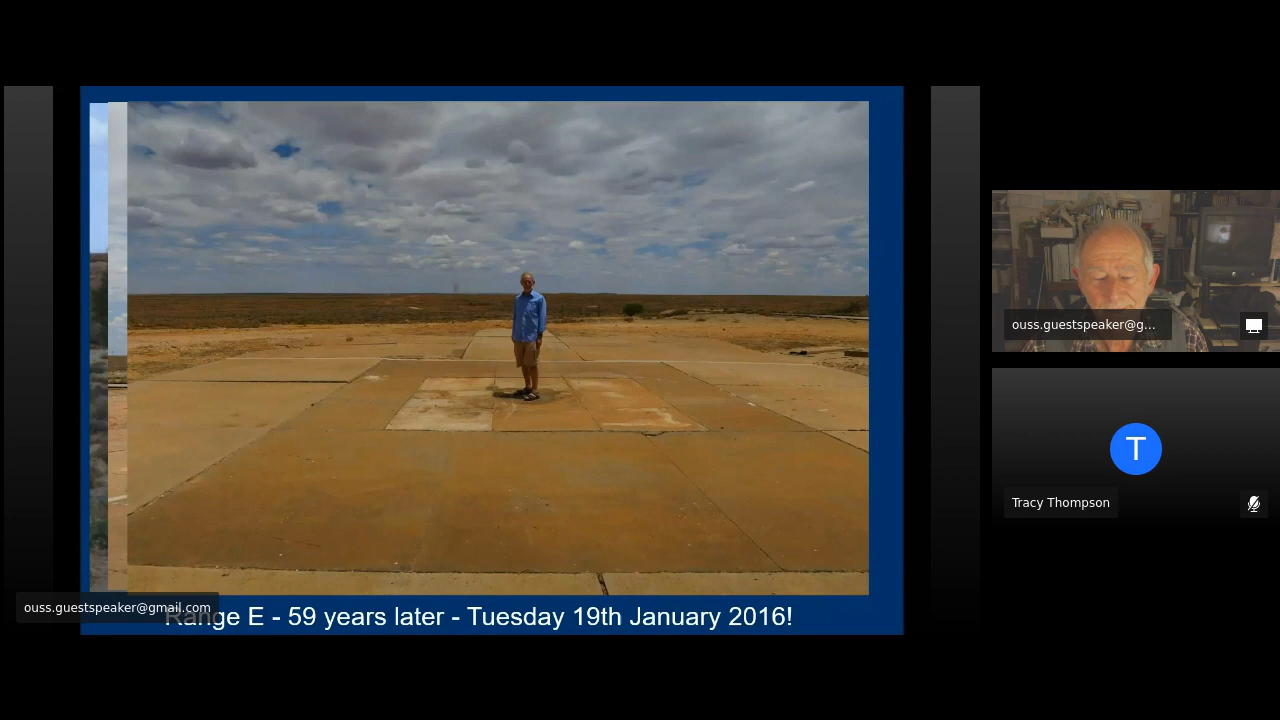 ouss.guestspeaker@g...
T
Tracy Thompson
ouss.guestspeaker@gmail.com
Range E - 59 years later - Tuesday 19th January 2016!